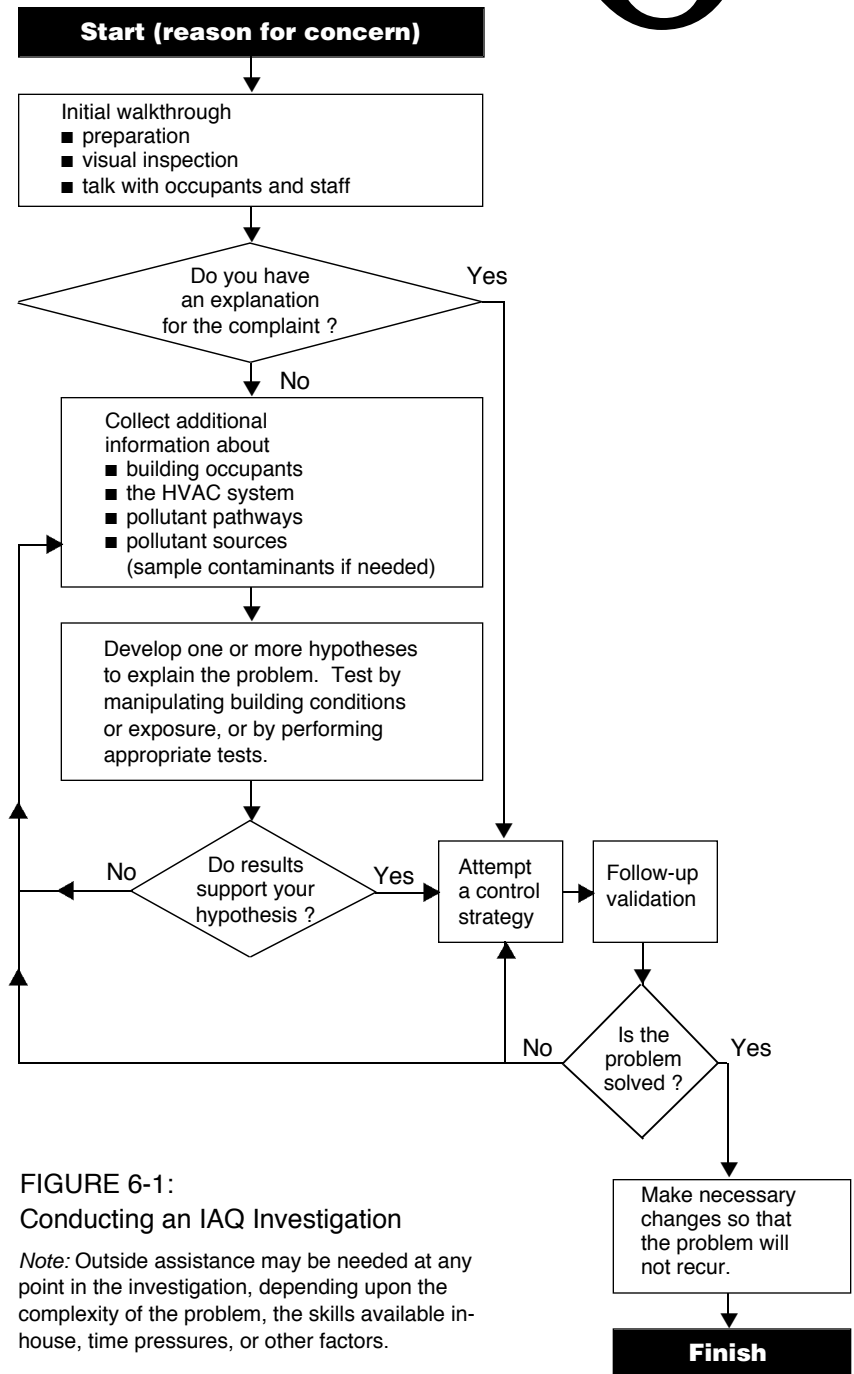 Start (reason for concern)
Initial walkthrough
■ preparation
■ visual inspection
■ talk with occupants and staff
Do you have
an explanation
for the complaint ?
Yes
No
Collect additional
information about
■ building occupants
■ the HVAC system
■ pollutant pathways
■ pollutant sources
(sample contaminants if needed)
Develop one or more hypotheses
to explain the problem. Test by
manipulating building conditions
or exposure, or by performing
appropriate tests.
Do results
support your
hypothesis ?
No
Yes
Attempt
a control
strategy
Follow-up
validation
Is the
problem
solved ?
No
Yes
Make necessary
changes so that
the problem will
not recur.
Finish
FIGURE 6-1:
Conducting an IAQ Investigation
Note: Outside assistance may be needed at any
point in the investigation, depending upon the
complexity of the problem, the skills available in-
house, time pressures, or other factors.